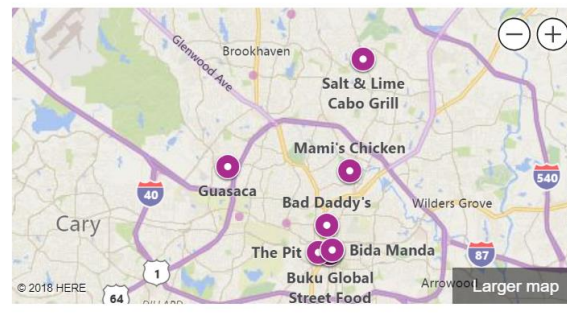 Glenwood Ave
Brookhaven
Salt & Lime
Cabo Grill
Mami's Chicken
Guasaca
40
540
Bad Daddy's
Wilders Grove
Cary
The Pit
Bida Manda
87
1
Buku Global
Street Food
Arrowood
Larger map
© 2018 HERE
64